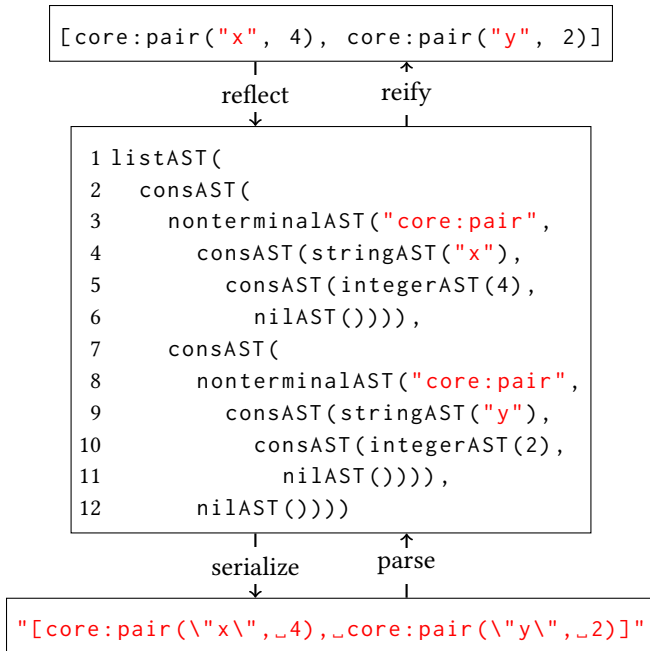 [core:pair("x", 4), core:pair("y", 2)]
reflect reify
1 listAST(
2   consAST(
3     nonterminalAST("core:pair",
4       consAST(stringAST("x"),
5         consAST(integerAST(4),
6           nilAST()))),
7     consAST(
8       nonterminalAST("core:pair",
9         consAST(stringAST("y"),
10           consAST(integerAST(2),
11             nilAST()))),
12       nilAST())))
serialize parse
"[core:pair(\"x\",␣4),␣core:pair(\"y\",␣2)]"